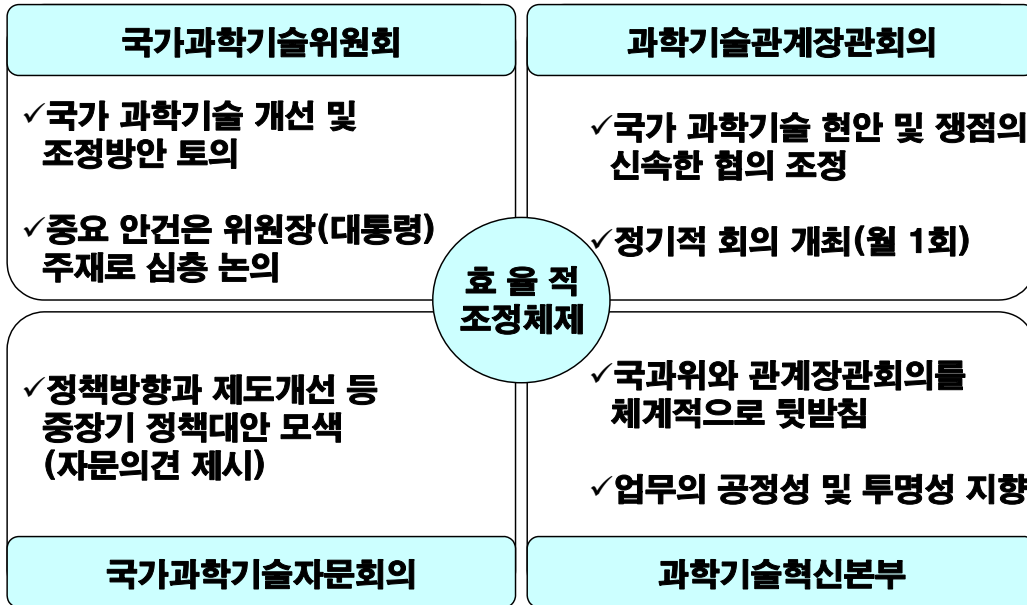 국가과학기술위원회
✓국가 과학기술 개선 및
조정방안 토의
✓중요 안건은 위원장(대통령)
주재로 심층 논의
과학기술관계장관회의
✓국가 과학기술 현안 및 쟁점의
신속한 협의 조정
✓정기적 회의 개최(월 1회)
효 율 적
조정체제
✓정책방향과 제도개선 등
중장기 정책대안 모색
(자문의견 제시)
국가과학기술자문회의
✓국과위와 관계장관회의를
체계적으로 뒷받침
✓업무의 공정성 및 투명성 지향
과학기술혁신본부